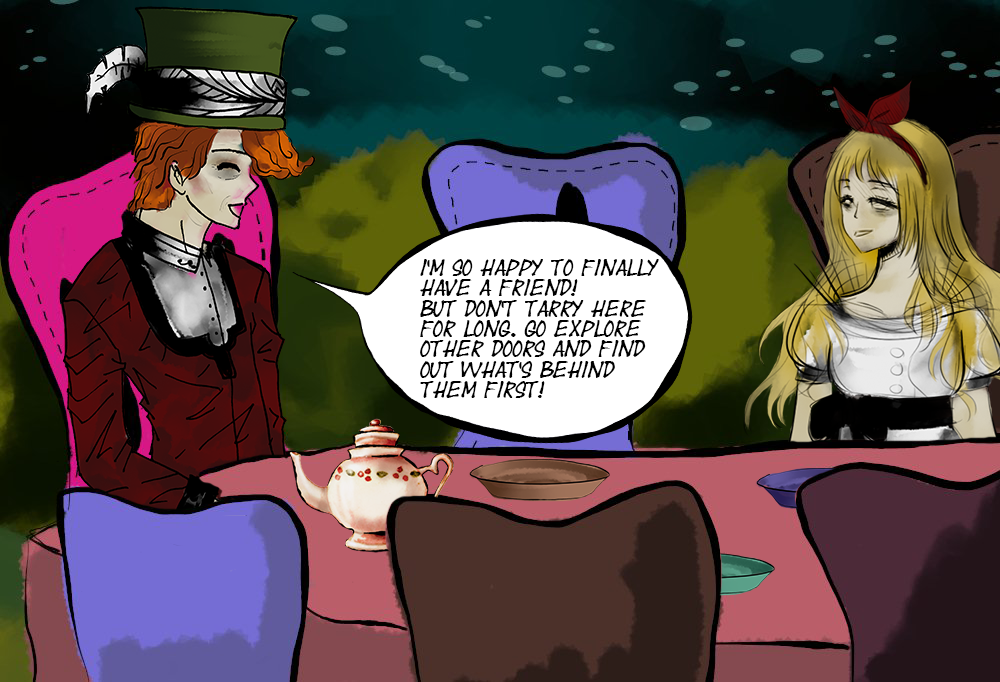 I'M SO HAPPY TO FINALLY
HAVE A FRIEND!
BUT DON'T TARRY HERE
FOR LONG. GO EXPLORE
OTHER DOORS AND FIND
OUT WHAT'S BEHIND
THEM FIRST!